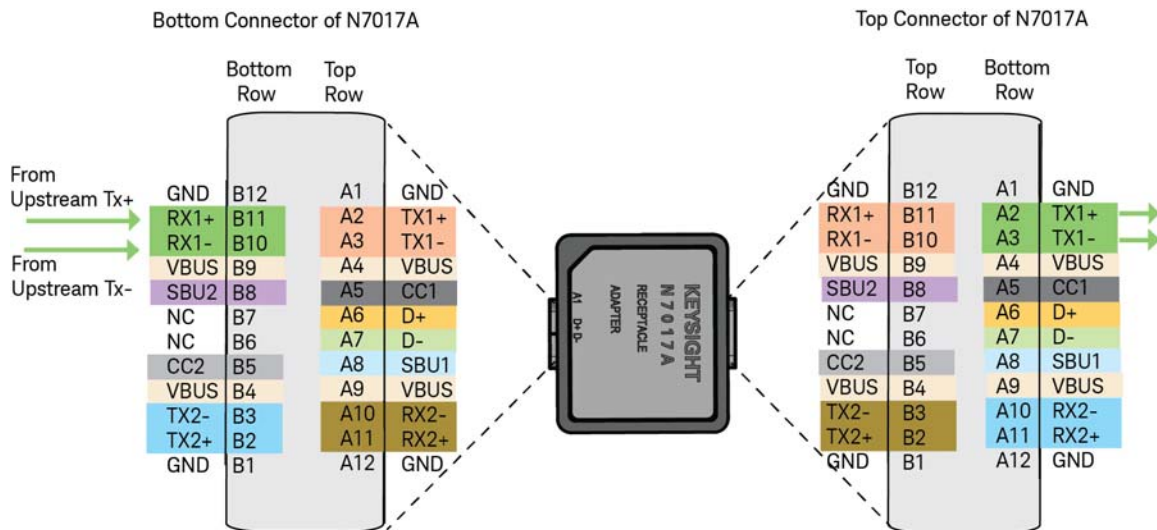 Bottom Connector of N7017A
Bottom Row
Top Row
From
Upstream Tx+
From
Upstream Tx-
GND B12 A1 GND
RX1+ B11 A2 TX1+
RX1- B10 A3 TX1-
VBUS B9 A4 VBUS
SBU2 B8 A5 CC1
NC B7 A6 D+
NC B6 A7 D-
CC2 B5 A8 SBU1
VBUS B4 A9 VBUS
TX2- B3 A10 RX2-
TX2+ B2 A11 RX2+
GND B1 A12 GND
KEYSIGHT
N7017A
RECEPTACLE
ADAPTER
A1 D+ D-
Top Connector of N7017A
Top Row
Bottom Row
GND B12 A1 GND
RX1+ B11 A2 TX1+
RX1- B10 A3 TX1-
VBUS B9 A4 VBUS
SBU2 B8 A5 CC1
NC B7 A6 D+
NC B6 A7 D-
CC2 B5 A8 SBU1
VBUS B4 A9 VBUS
TX2- B3 A10 RX2-
TX2+ B2 A11 RX2+
GND B1 A12 GND